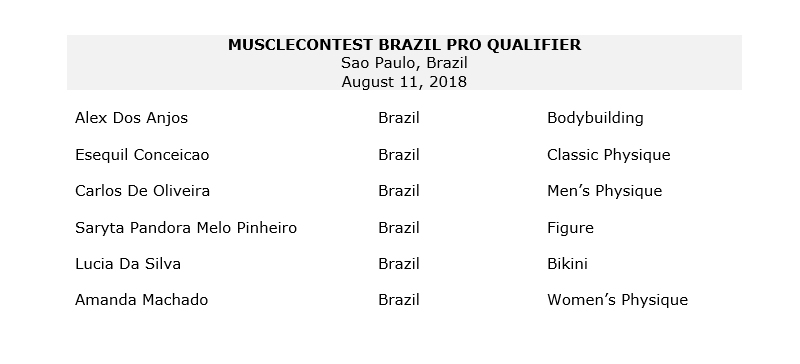 MUSCLECONTEST BRAZIL PRO QUALIFIER
Sao Paulo, Brazil
August 11, 2018
Alex Dos Anjos Brazil Bodybuilding
Esequil Conceicao Brazil Classic Physique
Carlos De Oliveira Brazil Men’s Physique
Saryta Pandora Melo Pinheiro Brazil Figure
Lucia Da Silva Brazil Bikini
Amanda Machado Brazil Women’s Physique